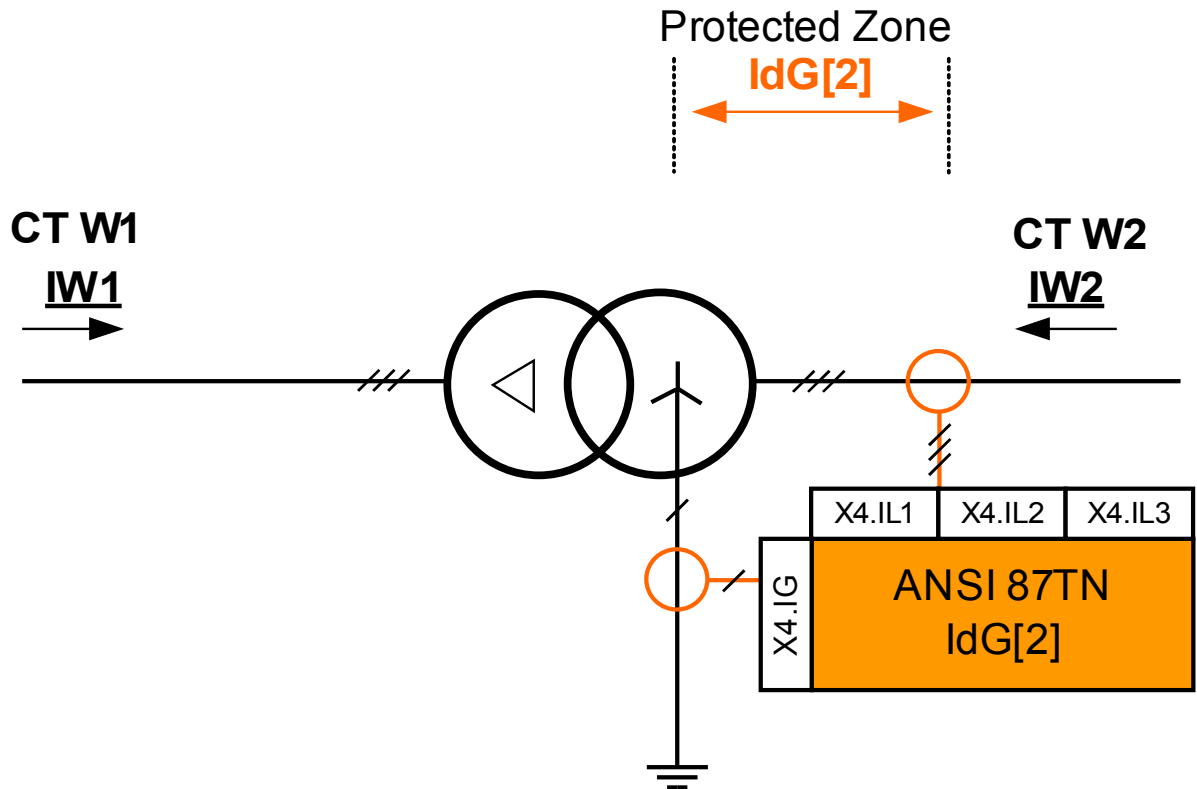 Protected Zone
IdG[2]
CT W1
IW1
CT W2
IW2
X4.IL1
X4.IL2
X4.IL3
X4.IG
ANSI 87TN
IdG[2]